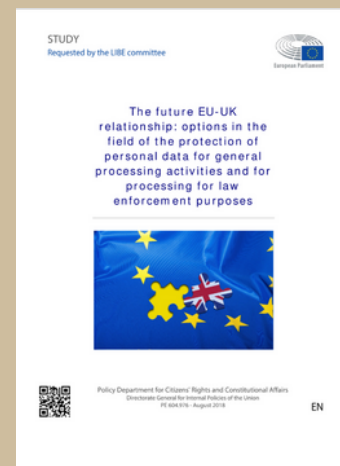 STUDY
Requested by the LIBE committee
European Parliament
The future EU-UK
relationship: options in the
field of the protection of
personal data for general
processing activities and for
processing for law
enforcement purposes
Policy Department for Citizens' Rights and Constitutional Affairs
Directorate General for Internal Policies of the Union
PE 604.976 - August 2018
EN